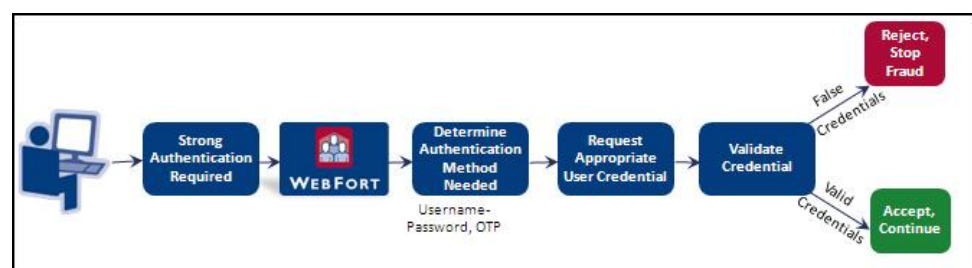 Strong
Authentication
Required
WEBFORT
Determine
Authentication
Method
Needed
Username-
Password, OTP
Request
Appropriate
User Credential
Validate
Credential
False
Credentials
Reject,
Stop
Fraud
Valid
Credentials
Accept,
Continue